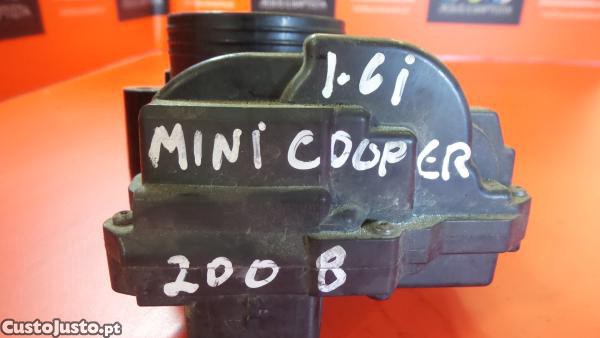 1.6i
MINi COOPER
2008
CustoJusto.pt